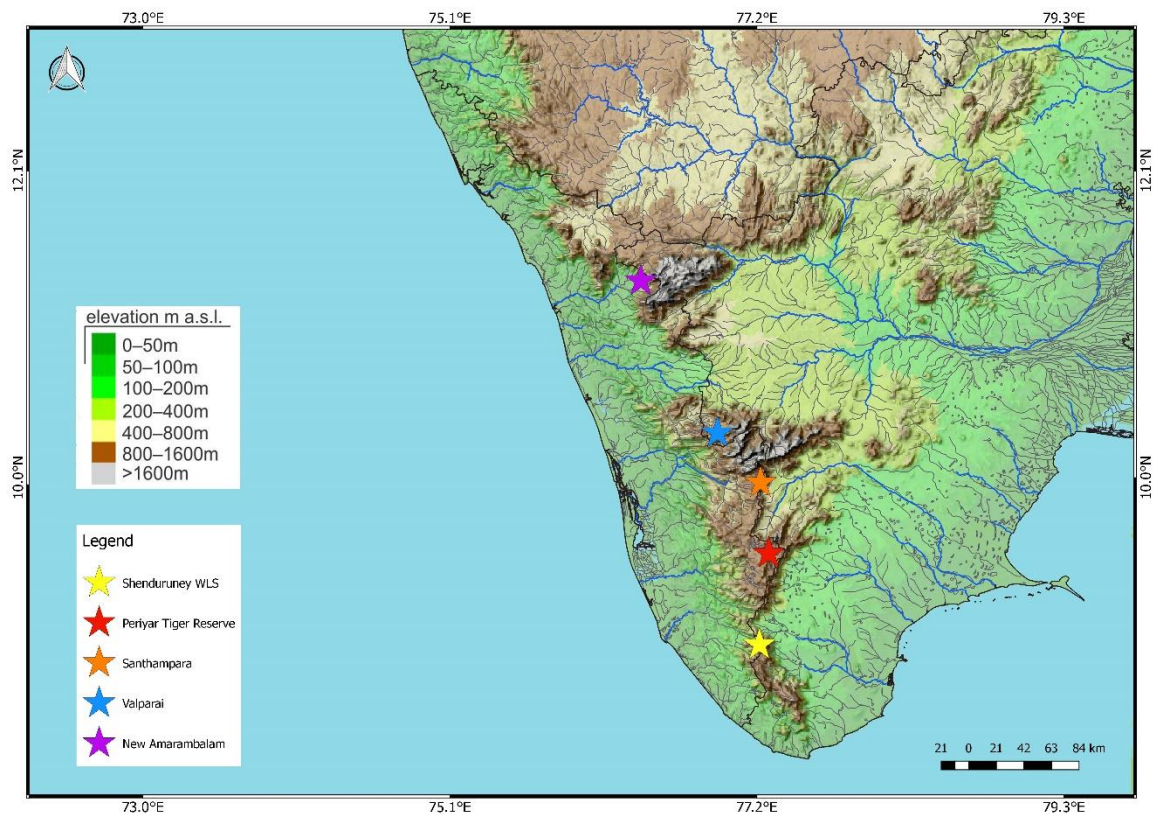 73.0°E 75.1°E 77.2°E 79.3°E
12.1°N 12.1°N
elevation m a.s.l.
0–50m
50–100m
100–200m
200–400m
400–800m
800–1600m
>1600m
10.0°N 10.0°N
Legend
Shenduruney WLS
Periyar Tiger Reserve
Santhampara
Valparai
New Amarambalam
21 0 21 42 63 84 km
73.0°E 75.1°E 77.2°E 79.3°E